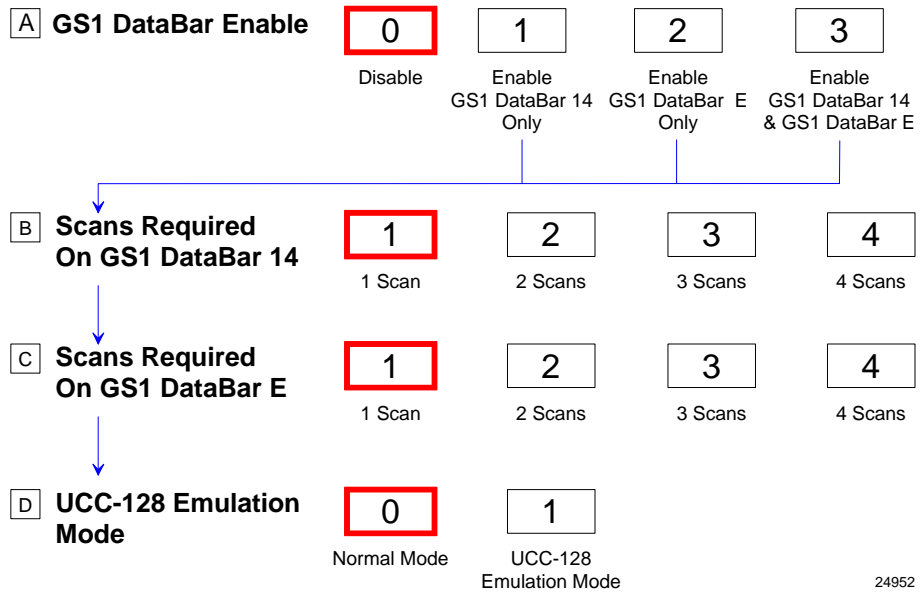 A GS1 DataBar Enable
0 1 2 3
Disable
Enable
GS1 DataBar 14
Only
Enable
GS1 DataBar E
Only
Enable
GS1 DataBar 14
& GS1 DataBar E
B Scans Required
On GS1 DataBar 14
1 2 3 4
1 Scan 2 Scans 3 Scans 4 Scans
C Scans Required
On GS1 DataBar E
1 2 3 4
1 Scan 2 Scans 3 Scans 4 Scans
D UCC-128 Emulation
Mode
0 1
Normal Mode
UCC-128
Emulation Mode
24952